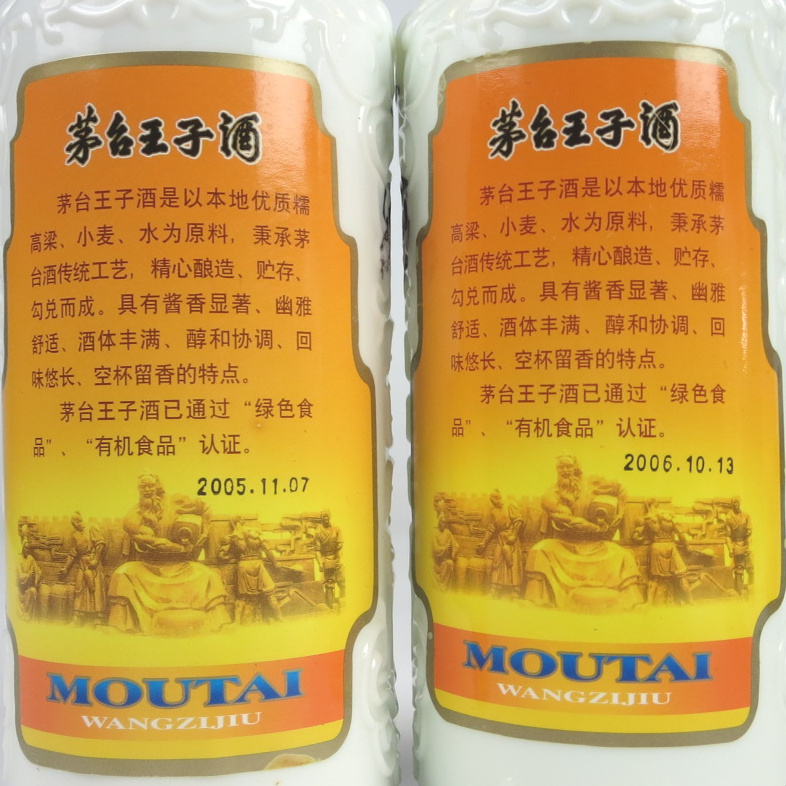 茅台王子酒
茅台王子酒是以本地优质糯
高粱、小麦、水为原料，秉承茅
台酒传统工艺，精心酿造、贮存、
勾兑而成。具有酱香显著、幽雅
舒适、酒体丰满、醇和协调、回
味悠长、空杯留香的特点。
茅台王子酒已通过“绿色食
品”、“有机食品”认证。
2005.11.07
MOUTAI
WANGZIJIU
茅台王子酒
茅台王子酒是以本地优质糯
高粱、小麦、水为原料，秉承茅
台酒传统工艺，精心酿造、贮存、
勾兑而成。具有酱香显著、幽雅
舒适、酒体丰满、醇和协调、回
味悠长、空杯留香的特点。
茅台王子酒已通过“绿色食
品”、“有机食品”认证。
2006.10.13
MOUTAI
WANGZIJIU